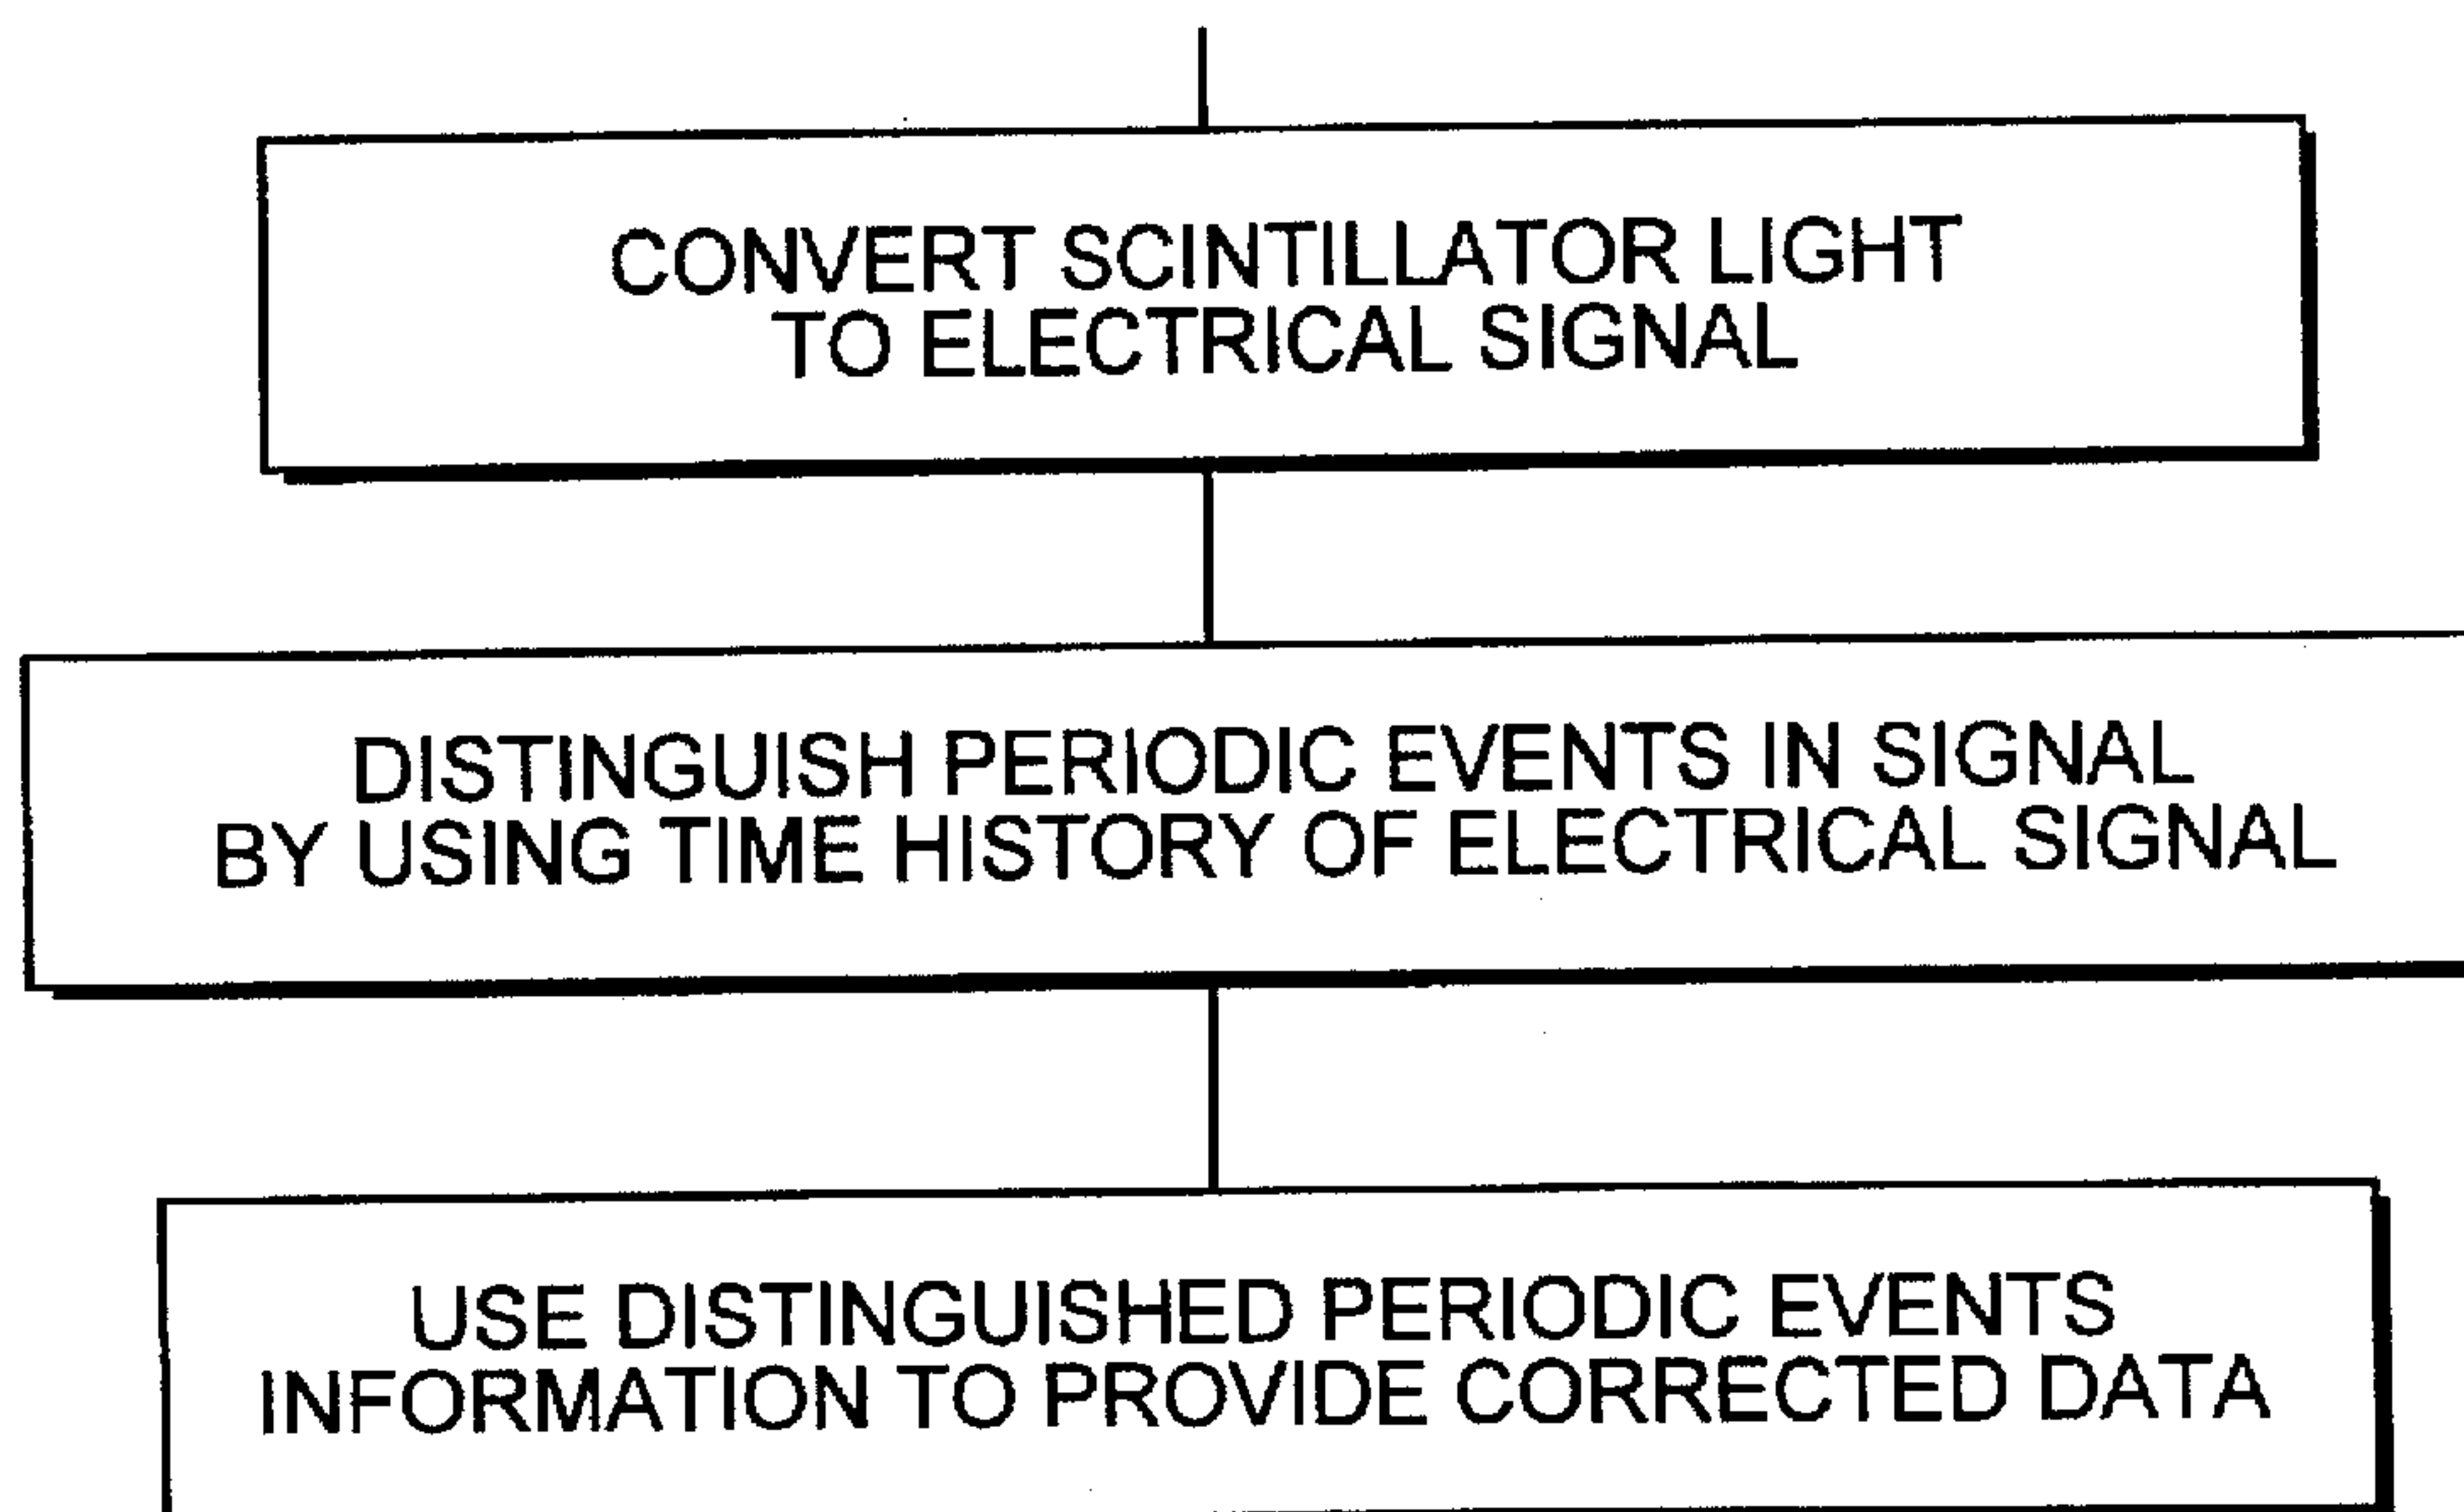 CONVERT SCINTILLATOR LIGHT
TO ELECTRICAL SIGNAL
DISTINGUISH PERIODIC EVENTS IN SIGNAL
BY USING TIME HISTORY OF ELECTRICAL SIGNAL
USE DISTINGUISHED PERIODIC EVENTS
INFORMATION TO PROVIDE CORRECTED DATA